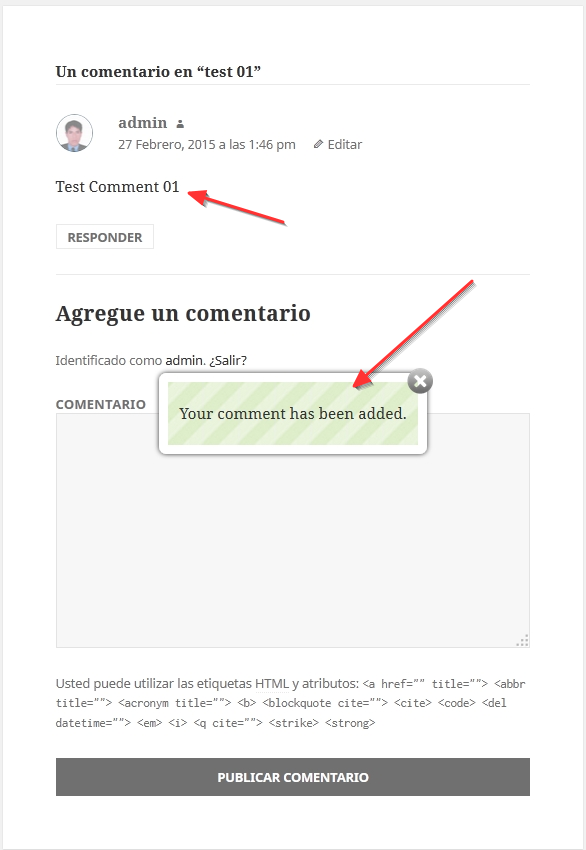 Un comentario en “test 01”
admin
27 Febrero, 2015 a las 1:46 pm Editar
Test Comment 01
RESPONDER
Agregue un comentario
Identificado como admin. ¿Salir?
COMENTARIO
Your comment has been added.
Usted puede utilizar las etiquetas HTML y atributos: <a href="" title=""> <abbr
title=""> <acronym title=""> <b> <blockquote cite=""> <cite> <code> <del
datetime=""> <em> <i> <q cite=""> <strike> <strong>
PUBLICAR COMENTARIO